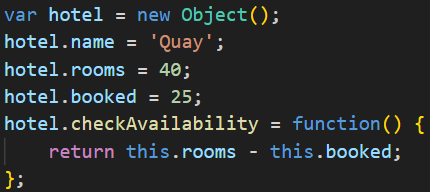 var hotel = new Object();
hotel.name = 'Quay';
hotel.rooms = 40;
hotel.booked = 25;
hotel.checkAvailability = function() {
    return this.rooms - this.booked;
};